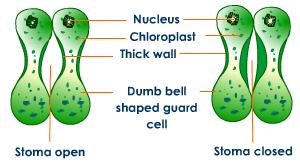 Nucleus
Chloroplast
Thick wall
Dumb bell
shaped guard
cell
Stoma open
Stoma closed